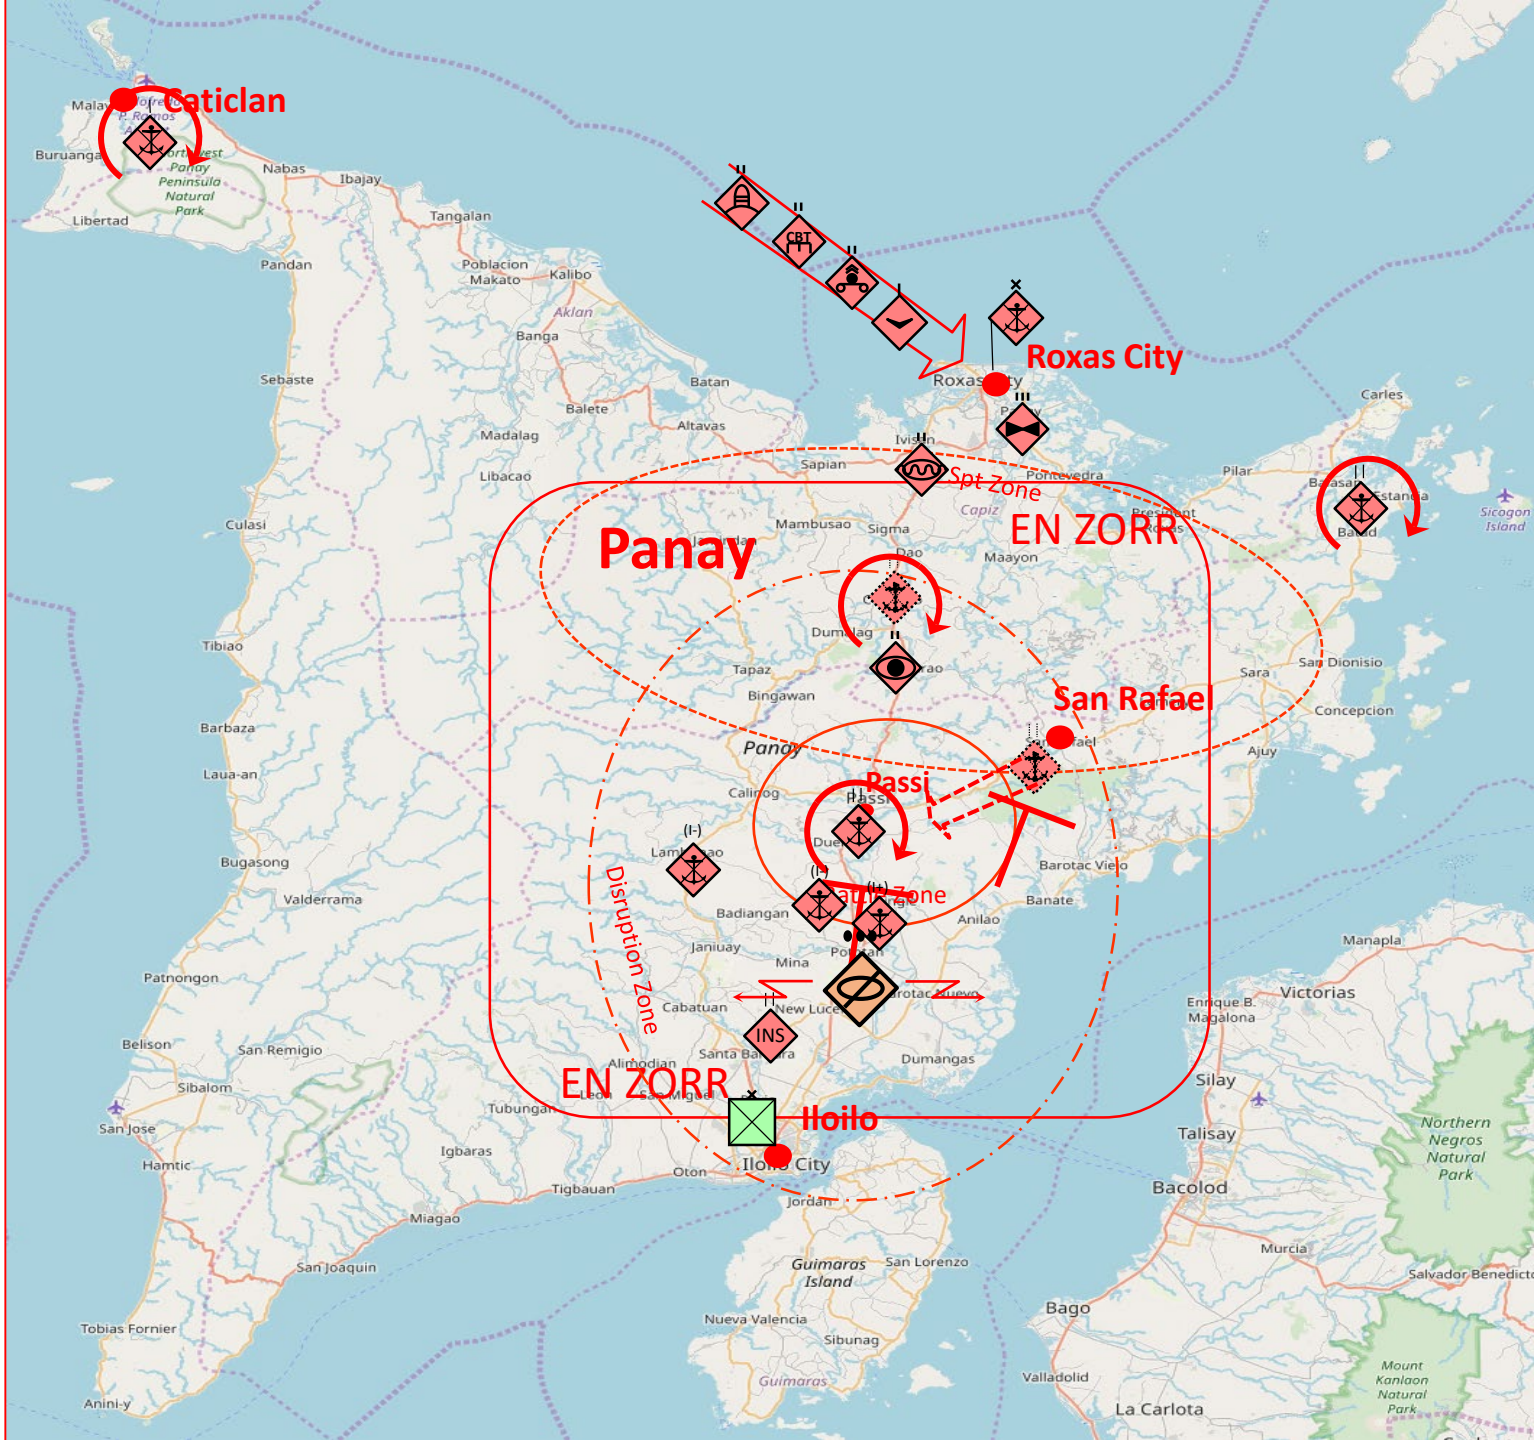 Caticlan
Malay
Buruanga
Northwest
Panay
Peninsula
Natural
Park
Nabas
Ibajay
Libertad
Tangalan
Pandan
Poblacion
Makato
Kalibo
Aklan
Banga
CBT
Roxas City
Sebaste
Batan
Balete
Altavas
Carles
Madalag
Libacao
Ivisan
Sapian
Spt Zone
Pontevedra
Pilar
Estancia
Capiz
President
Roxas
Sicogon
Island
Culasi
Mambusao
Sigma
EN ZORR
Panay
Dao
Maayon
Tibiao
Tapaz
Bingawan
San Dionisio
Sara
San Rafael
Concepcion
Barbaza
Panay
Ajuy
Laua-an
Calinog
Passi
Passi
(I-)
Bugasong
Valderrama
Barotac Viejo
(I-)
(I+)
Banate
Badiangan
Anilao
Janiuay
Disruption Zone
Mina
Manapla
Patnongon
Cabatuan
Barotac Nuevo
Victorias
Enrique B.
Magalona
INS
Belison
San Remigio
Santa Barbara
Alimodian
Dumangas
Sibalom
EN ZORR
Leon
San Miguel
Silay
Tubungan
Iloilo
San Jose
Talisay
Northern
Negros
Natural
Park
Hamtic
Igbaras
Oton
Iloilo City
Tigbauan
Bacolod
Jordan
Miagao
Murcia
San Joaquin
Guimaras
Island
San Lorenzo
Salvador Benedicto
Bago
Nueva Valencia
Tobias Fornier
Sibunag
Mount
Kanlaon
Natural
Park
Guimaras
Valladolid
Anini-y
La Carlota